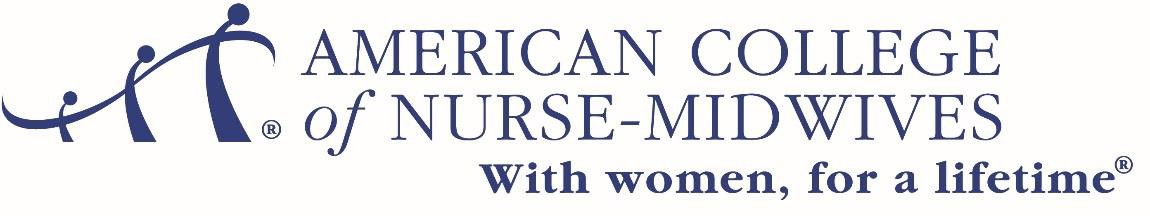 AMERICAN COLLEGE
® of NURSE-MIDWIVES
With women, for a lifetime®